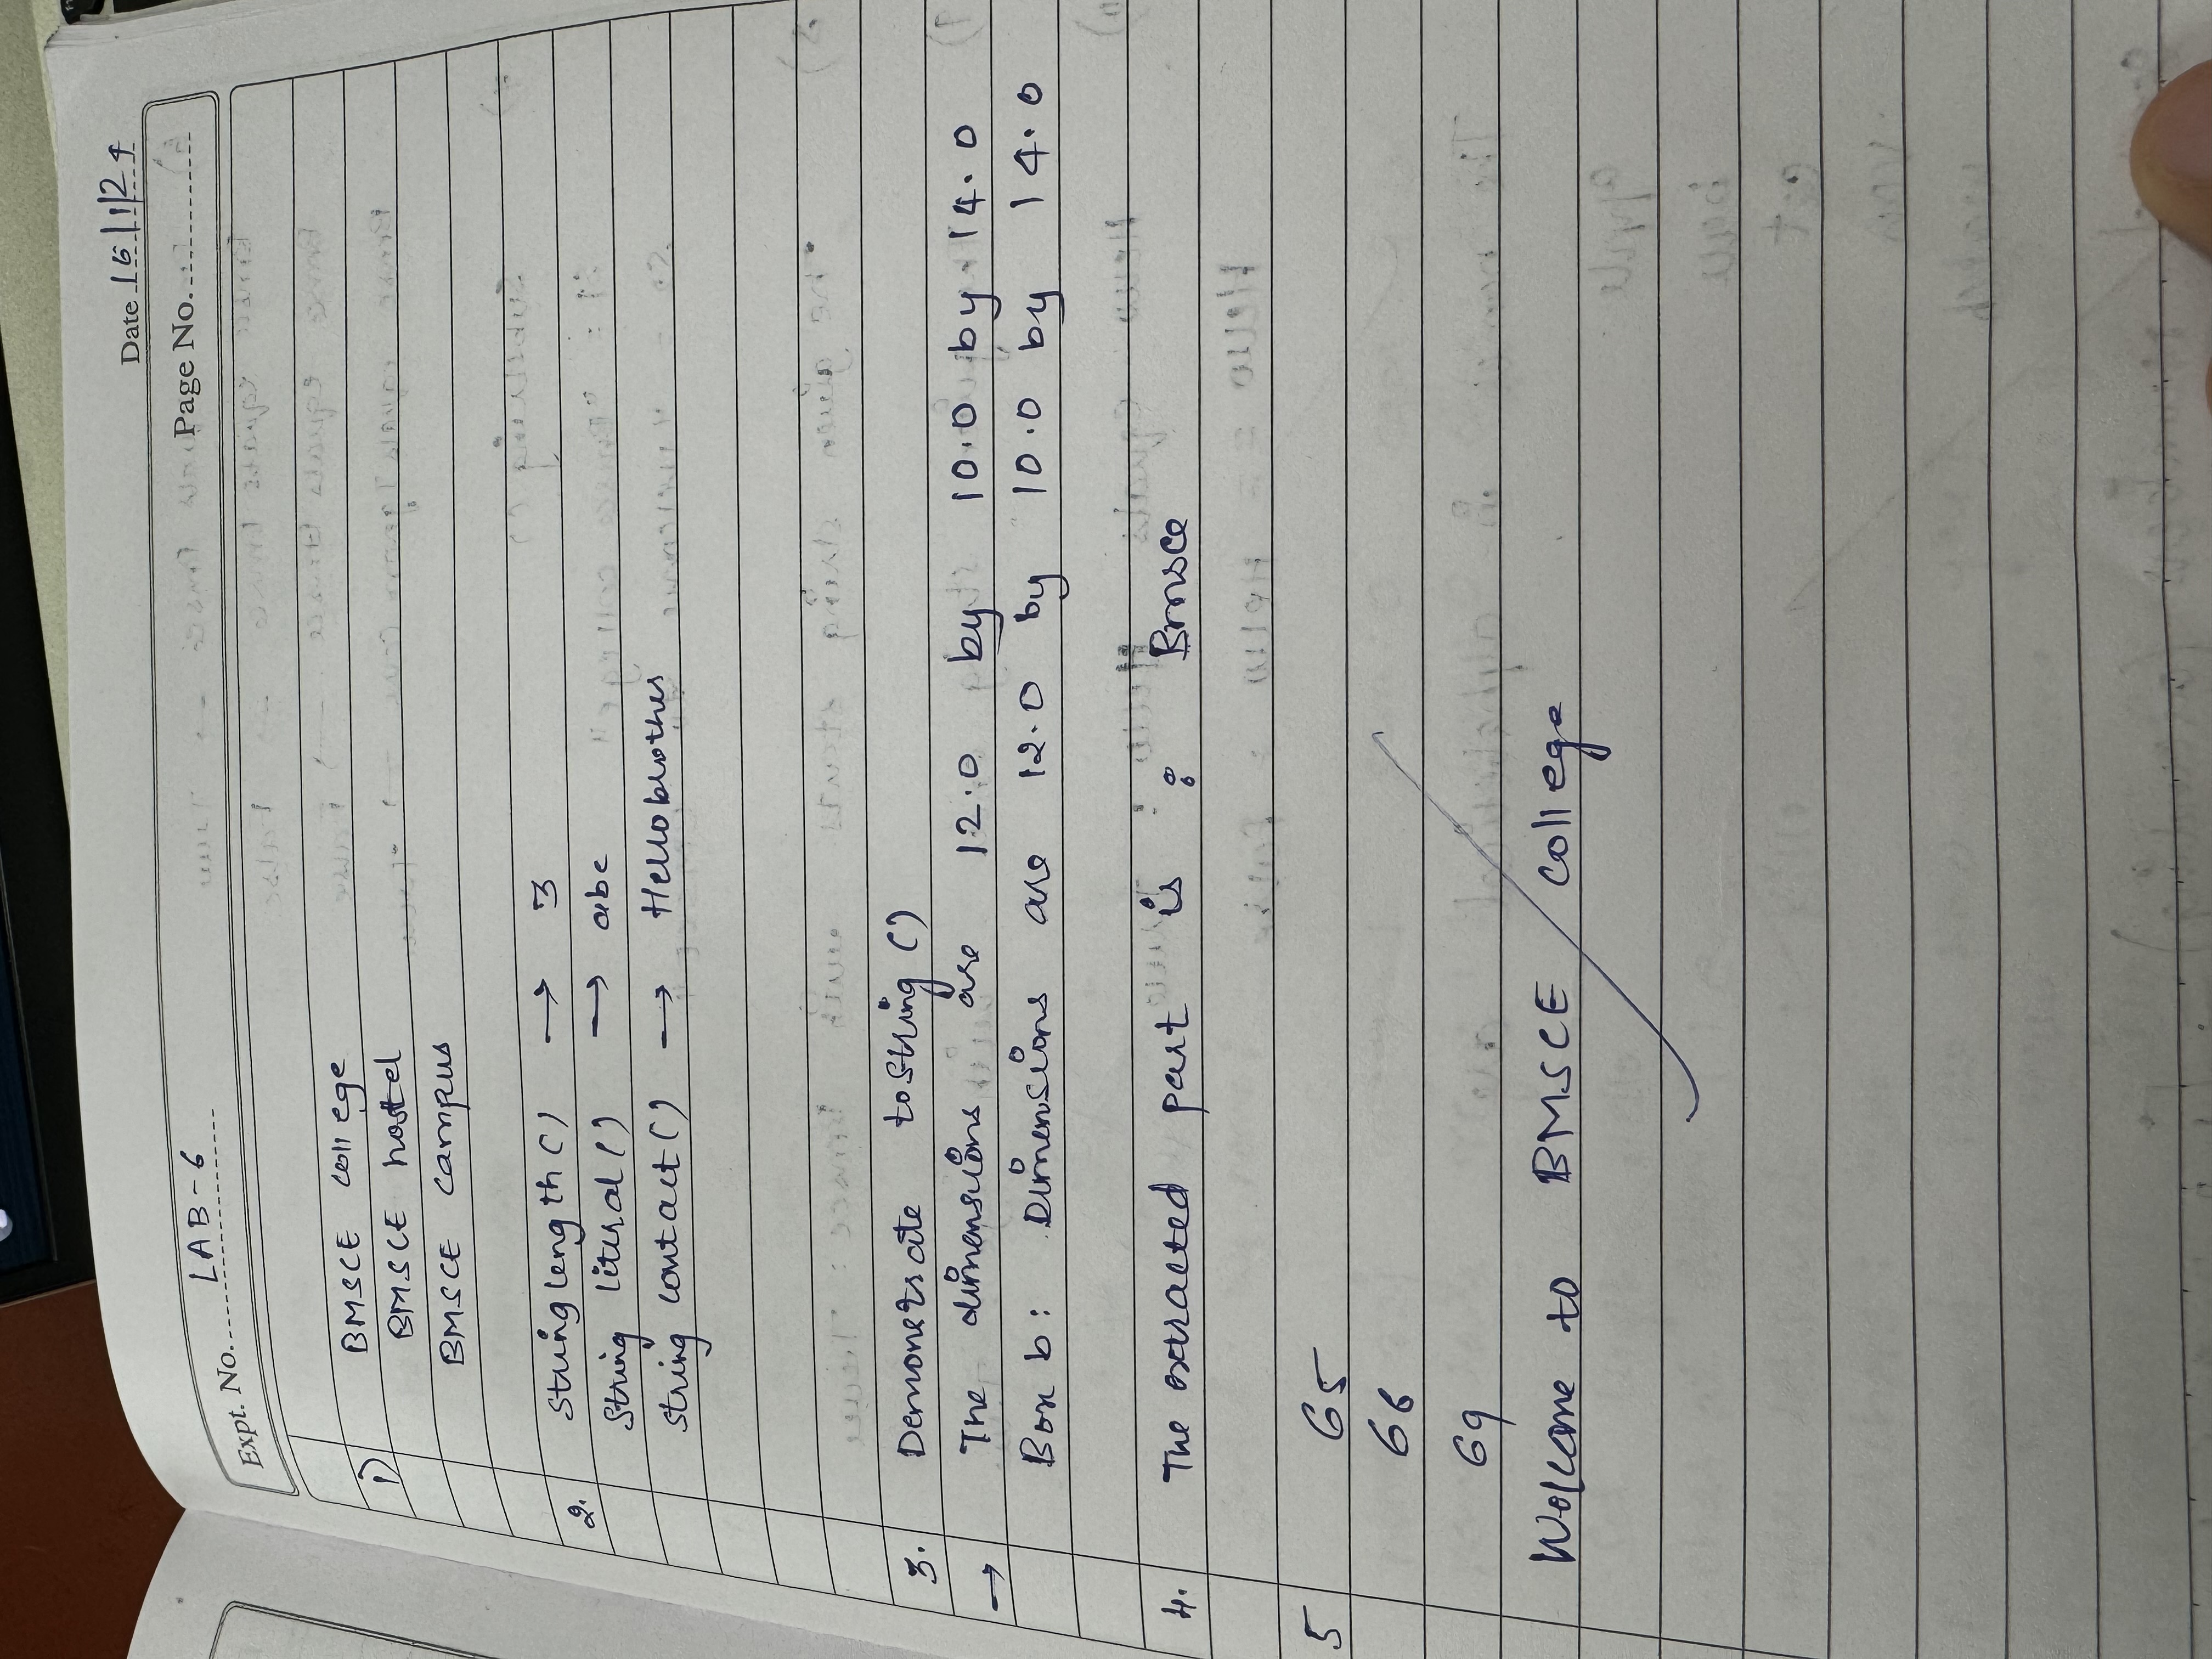 Date 16/1/24
Expt. No. LAB-6 Page No.
1) BMSCE college
BMSCE hostel
BMSCE campus
2. String length() → 3
String literal() → abc
String contact() → Hellobrother
3. Demonetsrate toString()
→ The dimensions are 12.0 by 10.0 by 14.0
Box b: Dimensions are 12.0 by 10.0 by 14.0
4. The extracted part is : Bmsce
5 65
66
69
Welcome to BMSCE college